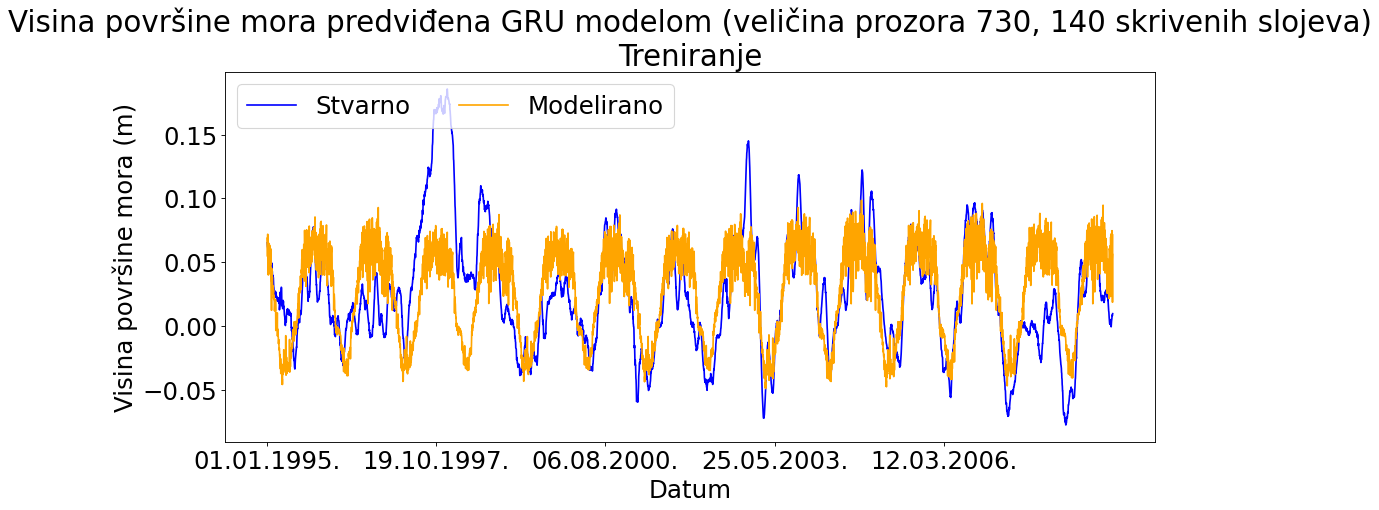 Visina površine mora predviđena GRU modelom (veličina prozora 730, 140 skrivenih slojeva)
Treniranje
Stvarno
Modelirano
Visina površine mora (m)
0.15
0.10
0.05
0.00
−0.05
01.01.1995.
19.10.1997.
06.08.2000.
25.05.2003.
12.03.2006.
Datum